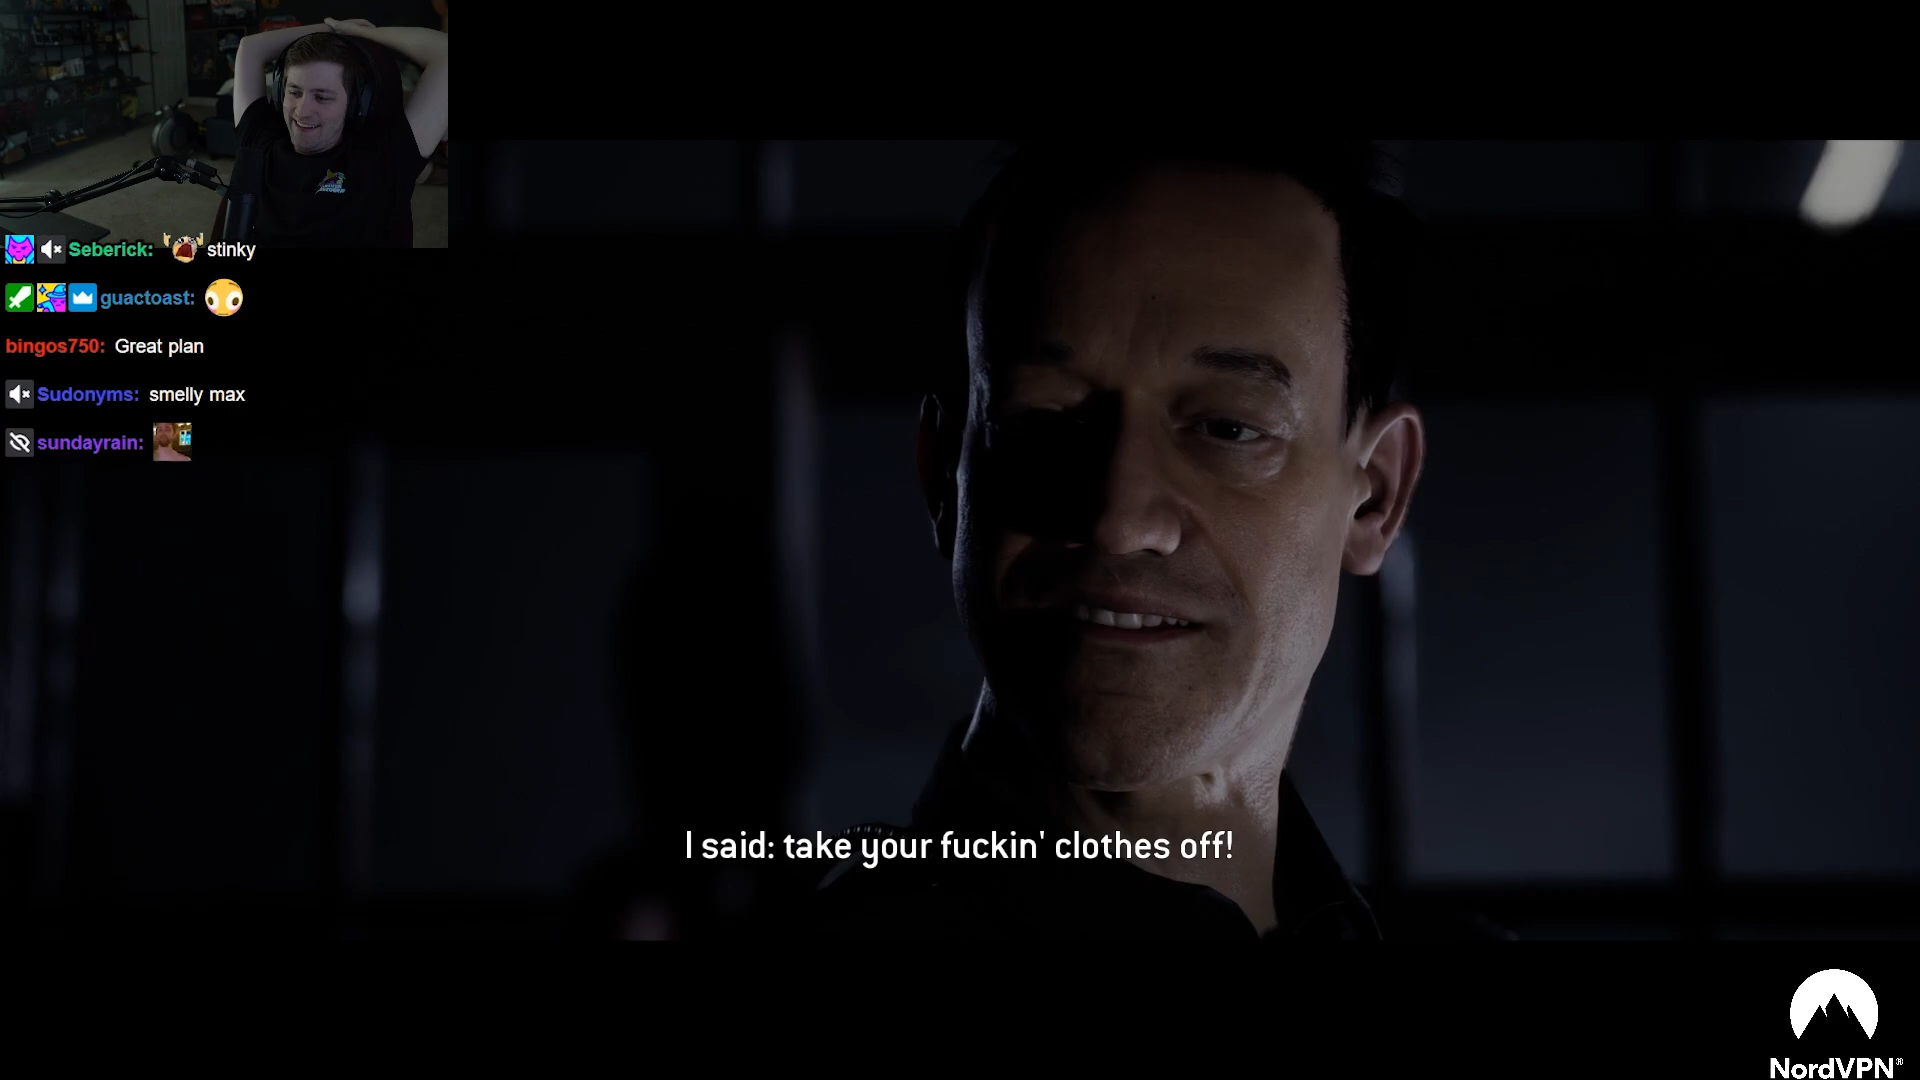 Seberick: stinky
guactoast:
bingos750: Great plan
Sudonyms: smelly max
sundayrain:
I said: take your fuckin' clothes off!
NordVPN®